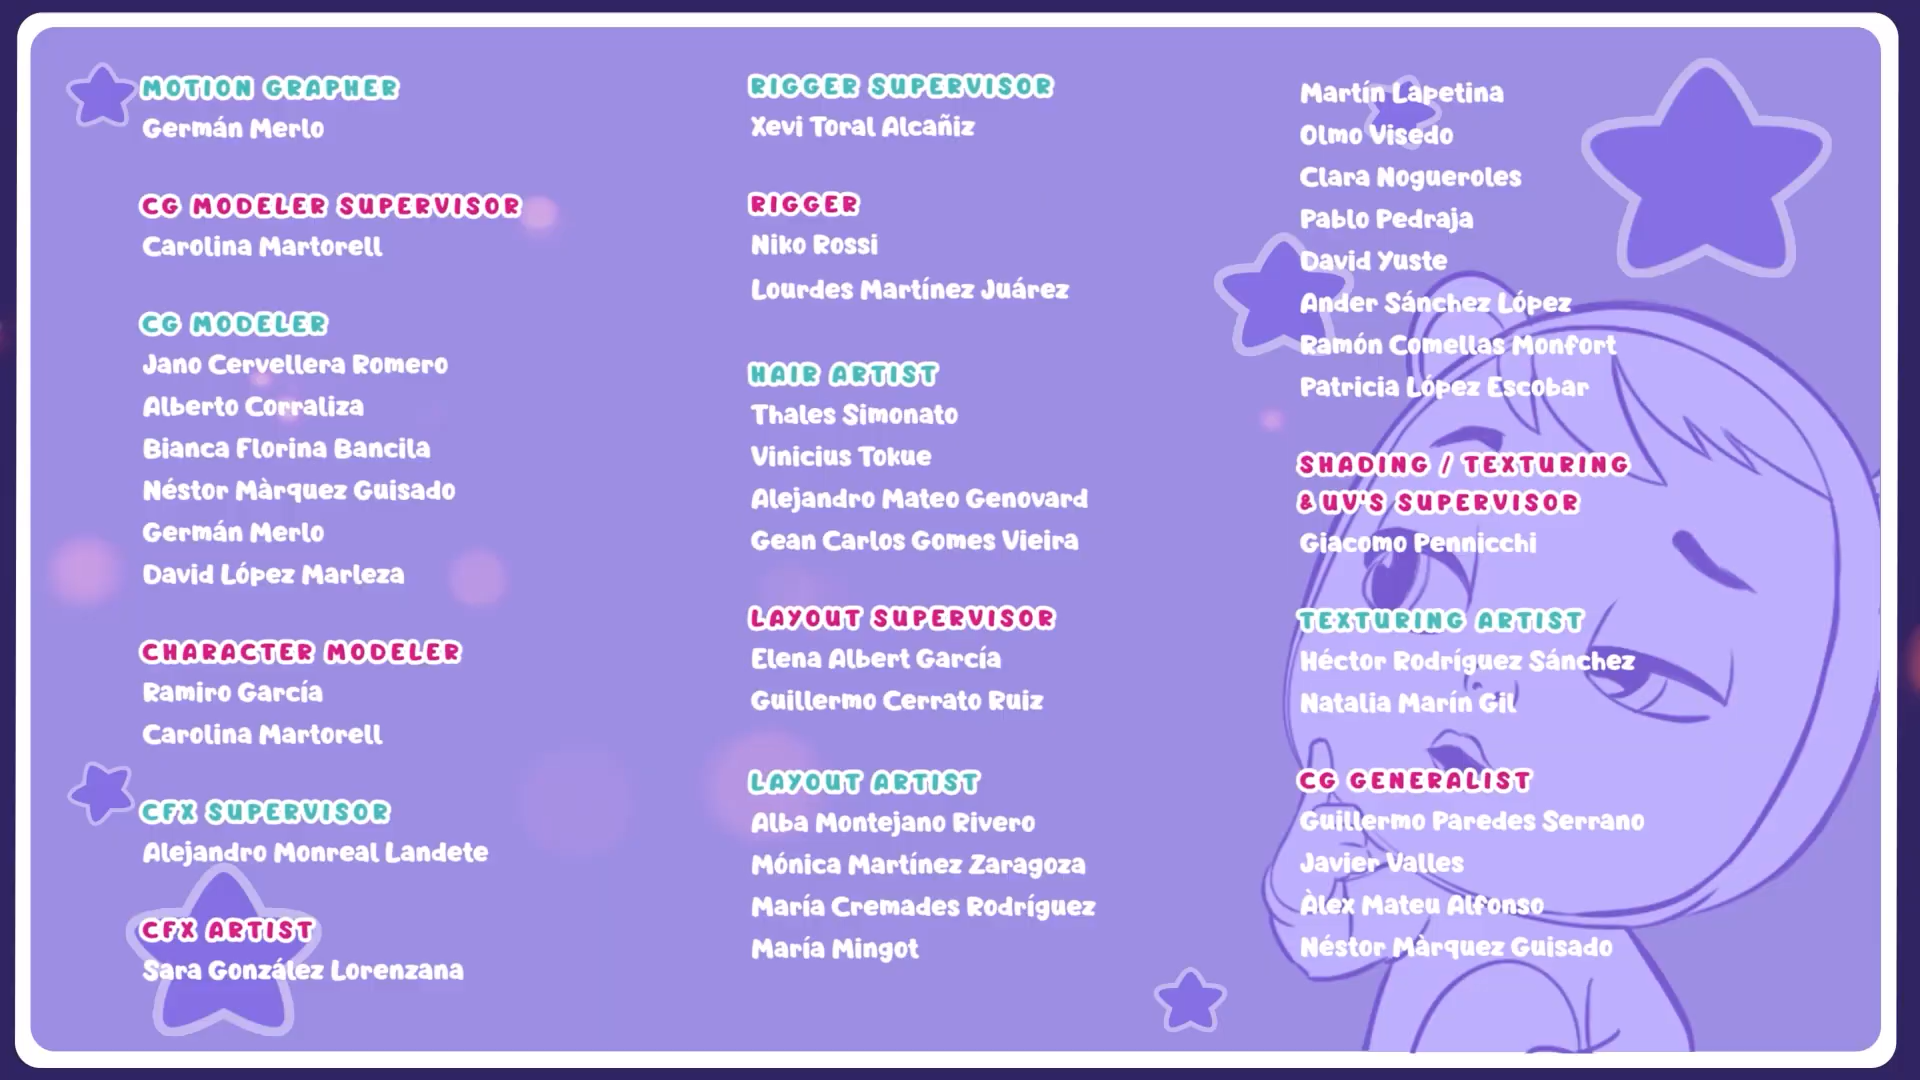 MOTION GRAPHER
Germán Merlo
CG MODELER SUPERVISOR
Carolina Martorell
CG MODELER
Jano Cervellera Romero
Alberto Corraliza
Bianca Florina Bancila
Néstor Màrquez Guisado
Germán Merlo
David López Marleza
CHARACTER MODELER
Ramiro García
Carolina Martorell
CFX SUPERVISOR
Alejandro Monreal Landete
CFX ARTIST
Sara González Lorenzana
RIGGER SUPERVISOR
Xevi Toral Alcañiz
RIGGER
Niko Rossi
Lourdes Martínez Juárez
HAIR ARTIST
Thales Simonato
Vinicius Tokue
Alejandro Mateo Genovard
Gean Carlos Gomes Vieira
LAYOUT SUPERVISOR
Elena Albert García
Guillermo Cerrato Ruiz
LAYOUT ARTIST
Alba Montejano Rivero
Mónica Martínez Zaragoza
María Cremades Rodríguez
María Mingot
Martín Lapetina
Olmo Visedo
Clara Nogueroles
Pablo Pedraja
David Yuste
Ander Sánchez López
Ramón Comellas Monfort
Patricia López Escobar
SHADING / TEXTURING
& UV'S SUPERVISOR
Giacomo Pennicchi
TEXTURING ARTIST
Héctor Rodríguez Sánchez
Natalia Marín Gil
CG GENERALIST
Guillermo Paredes Serrano
Javier Valles
Àlex Mateu Alfonso
Néstor Màrquez Guisado